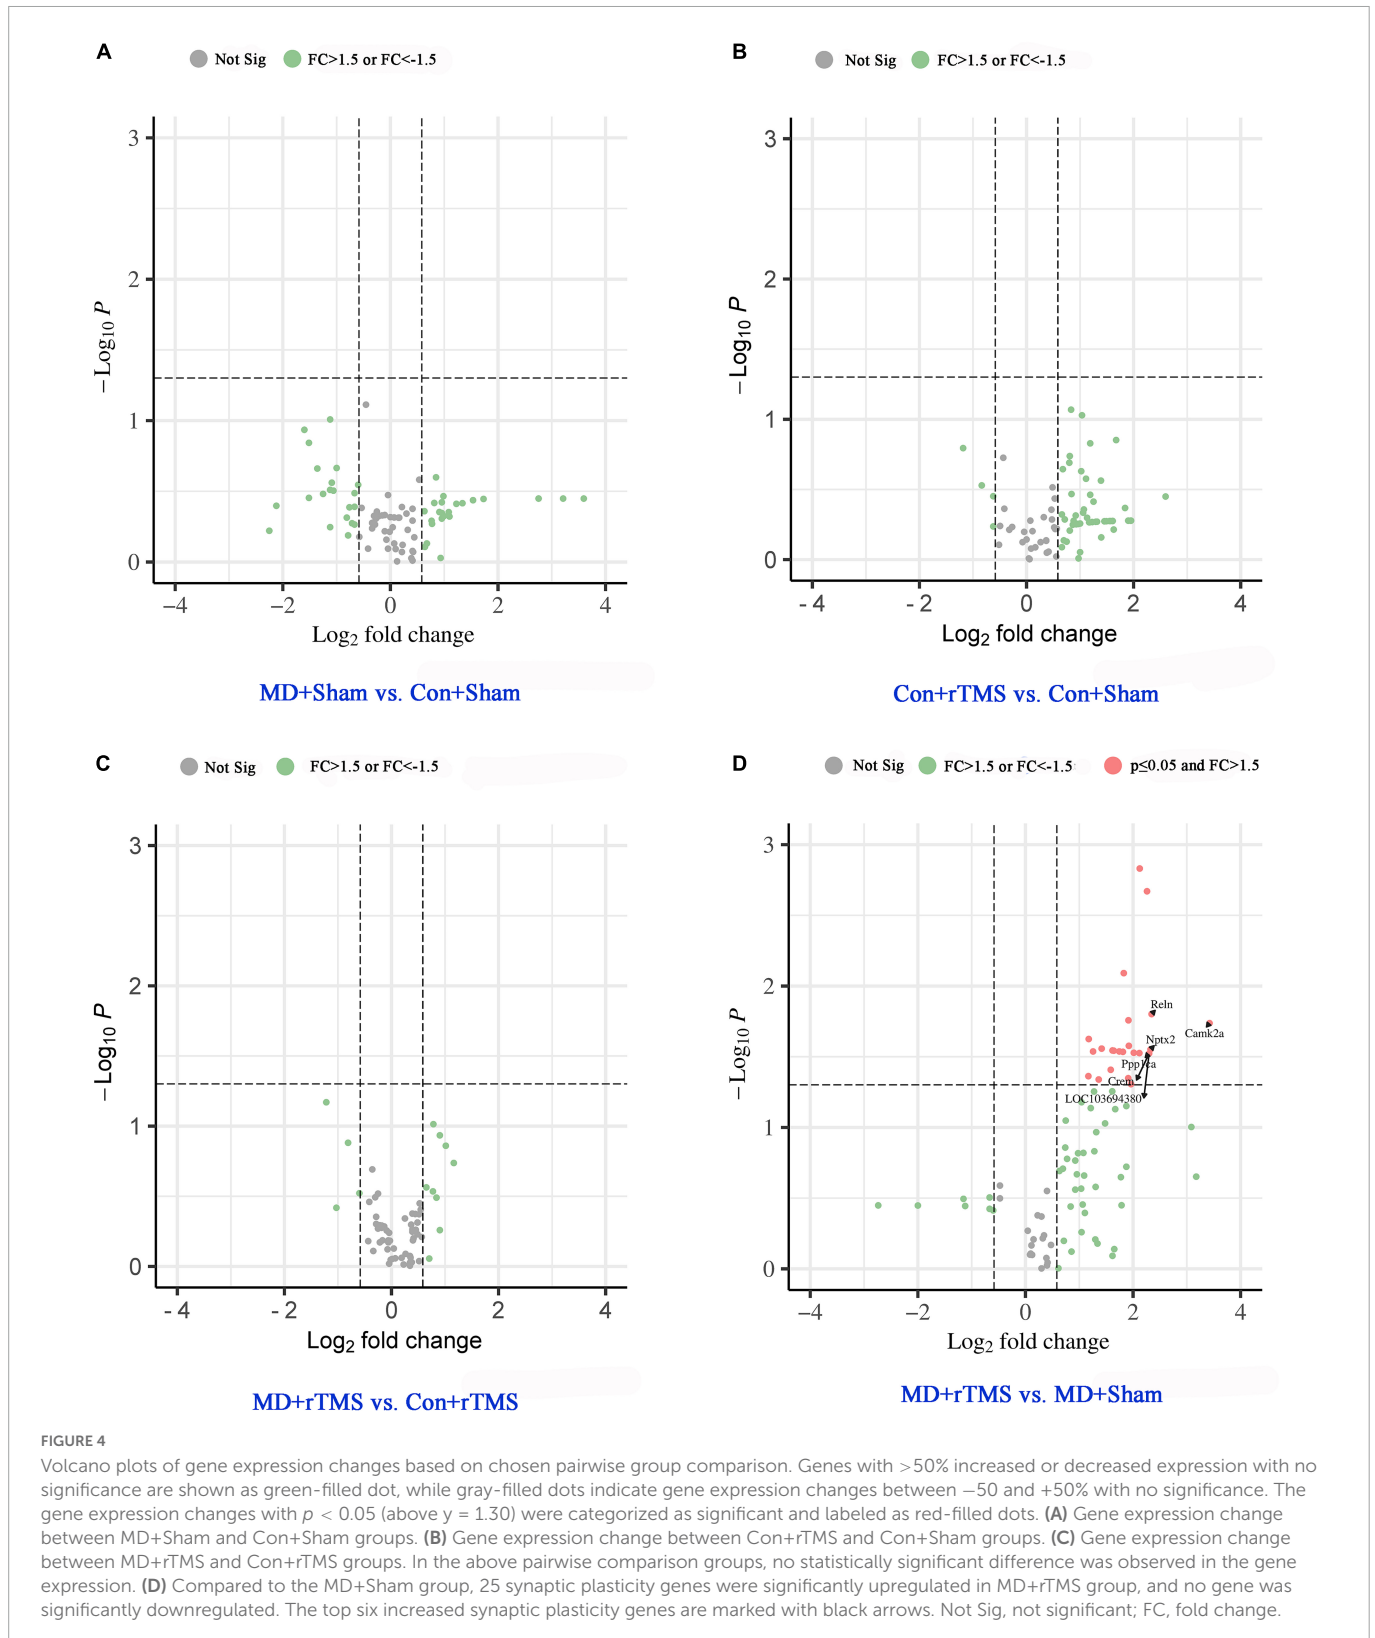 A
Not Sig
FC>1.5 or FC<-1.5
3
2
1
0
−Log10 P
−4
−2
0
2
4
Log2 fold change
MD+Sham vs. Con+Sham
B
Not Sig
FC>1.5 or FC<-1.5
3
2
1
0
−Log10 P
-4
-2
0
2
4
Log2 fold change
Con+rTMS vs. Con+Sham
C
Not Sig
FC>1.5 or FC<-1.5
3
2
1
0
−Log10 P
-4
-2
0
2
4
Log2 fold change
MD+rTMS vs. Con+rTMS
D
Not Sig
FC>1.5 or FC<-1.5
p≤0.05 and FC>1.5
3
2
1
0
−Log10 P
Reln
Camk2a
Nptx2
Ppp1ca
Crem
LOC103694380
−4
−2
0
2
4
Log2 fold change
MD+rTMS vs. MD+Sham
FIGURE 4
Volcano plots of gene expression changes based on chosen pairwise group comparison. Genes with >50% increased or decreased expression with no
significance are shown as green-filled dot, while gray-filled dots indicate gene expression changes between −50 and +50% with no significance. The
gene expression changes with p < 0.05 (above y = 1.30) were categorized as significant and labeled as red-filled dots. (A) Gene expression change
between MD+Sham and Con+Sham groups. (B) Gene expression change between Con+rTMS and Con+Sham groups. (C) Gene expression change
between MD+rTMS and Con+rTMS groups. In the above pairwise comparison groups, no statistically significant difference was observed in the gene
expression. (D) Compared to the MD+Sham group, 25 synaptic plasticity genes were significantly upregulated in MD+rTMS group, and no gene was
significantly downregulated. The top six increased synaptic plasticity genes are marked with black arrows. Not Sig, not significant; FC, fold change.